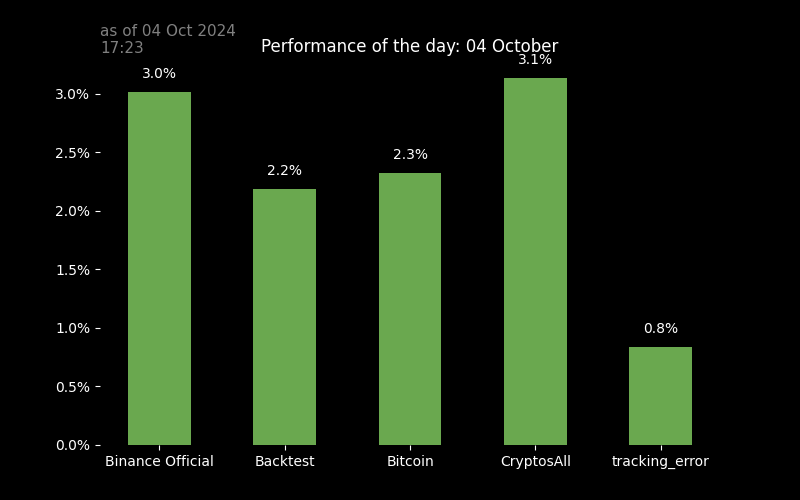 as of 04 Oct 2024
17:23
Performance of the day: 04 October
3.0%
2.2%
2.3%
3.1%
0.8%
3.0%
2.5%
2.0%
1.5%
1.0%
0.5%
0.0%
Binance Official
Backtest
Bitcoin
CryptosAll
tracking_error